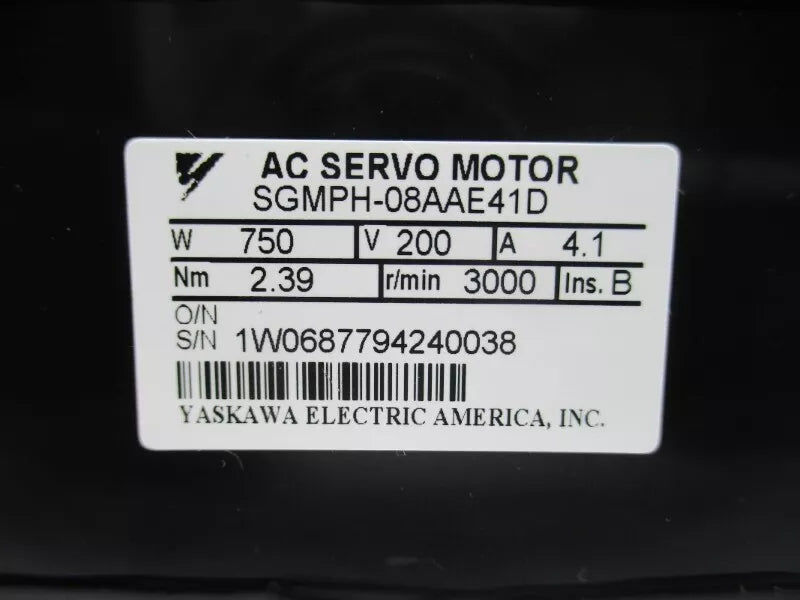 AC SERVO MOTOR
SGMPH-08AAE41D
W 750 V 200 A 4.1
Nm 2.39 r/min 3000 Ins. B
O/N
S/N 1W0687794240038
YASKAWA ELECTRIC AMERICA, INC.